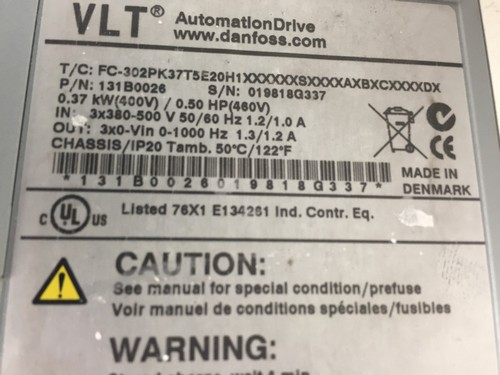 VLT® AutomationDrive
www.danfoss.com
T/C: FC-302PK37T5E20H1XXXXXXSXXXXAXBXCXXXXDX
P/N: 131B0026 S/N: 019818G337
0.37 kW(400V) / 0.50 HP(460V)
IN: 3x380-500 V 50/60 Hz 1.2/1.0 A
OUT: 3x0-Vin 0-1000 Hz 1.3/1.2 A
CHASSIS/IP20 Tamb. 50°C/122°F
*131B0026019818G337*
MADE IN
DENMARK
c UL US Listed 76X1 E134261 Ind. Contr. Eq.
CAUTION:
See manual for special condition/prefuse
Voir manuel de conditions spéciales/fusibles
WARNING: